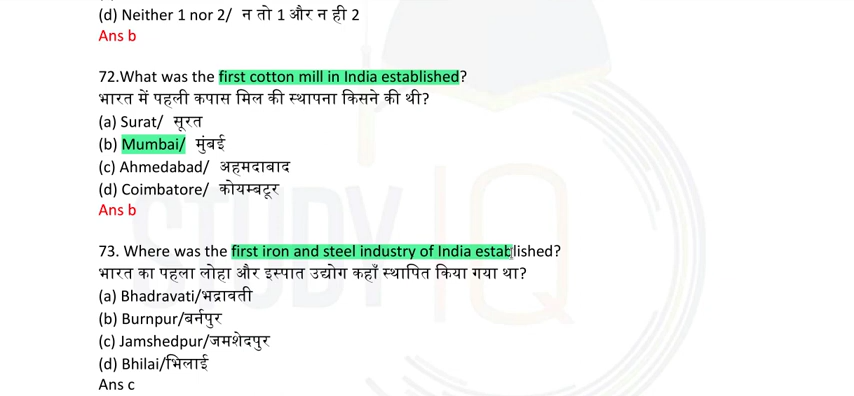 (d) Neither 1 nor 2/ न तो 1 और न ही 2
Ans b
72.What was the first cotton mill in India established?
भारत में पहली कपास मिल की स्थापना किसने की थी?
(a) Surat/ सूरत
(b) Mumbai/ मुंबई
(c) Ahmedabad/ अहमदाबाद
(d) Coimbatore/ कोयम्बटूर
Ans b
73. Where was the first iron and steel industry of India established?
भारत का पहला लोहा और इस्पात उद्योग कहाँ स्थापित किया गया था?
(a) Bhadravati/भद्रावती
(b) Burnpur/बर्नपुर
(c) Jamshedpur/जमशेदपुर
(d) Bhilai/भिलाई
Ans c
STUDY IQ